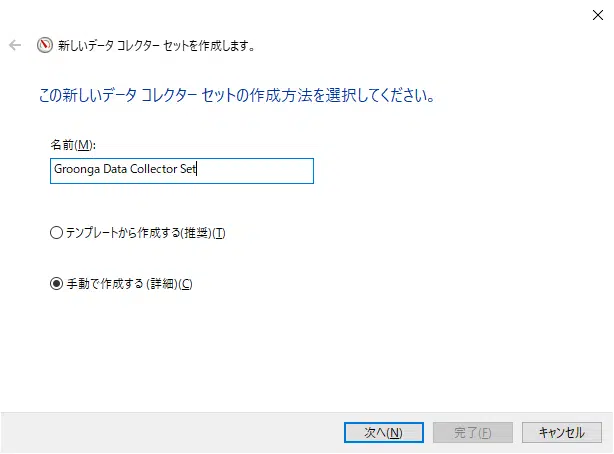 新しいデータ コレクター セットを作成します。
この新しいデータ コレクター セットの作成方法を選択してください。
名前(M):
Groonga Data Collector Set
テンプレートから作成する(推奨)(T)
手動で作成する (詳細)(C)
次へ(N)
完了(F)
キャンセル